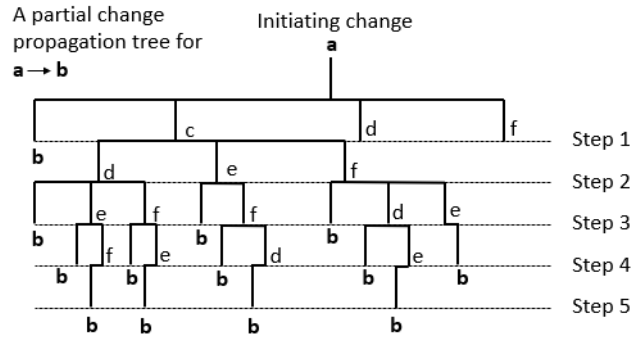 A partial change
propagation tree for
a → b
Initiating change
a
c
d
f
Step 1
b
d
e
f
Step 2
e
f
f
d
e
Step 3
b
b
b
f
e
d
e
Step 4
b
b
b
b
b
Step 5
b
b
b
b